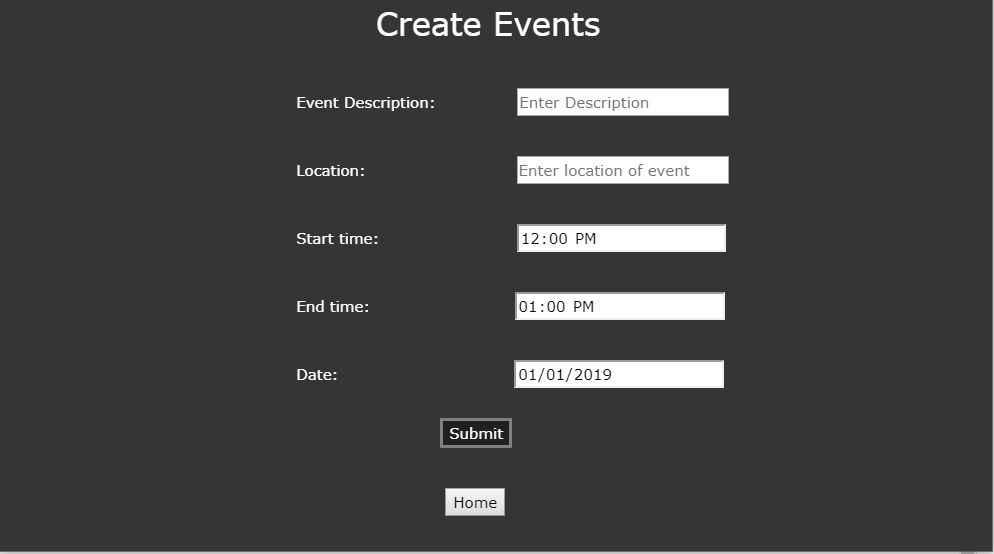 Create Events
Event Description: Enter Description
Location: Enter location of event
Start time: 12:00 PM
End time: 01:00 PM
Date: 01/01/2019
Submit
Home